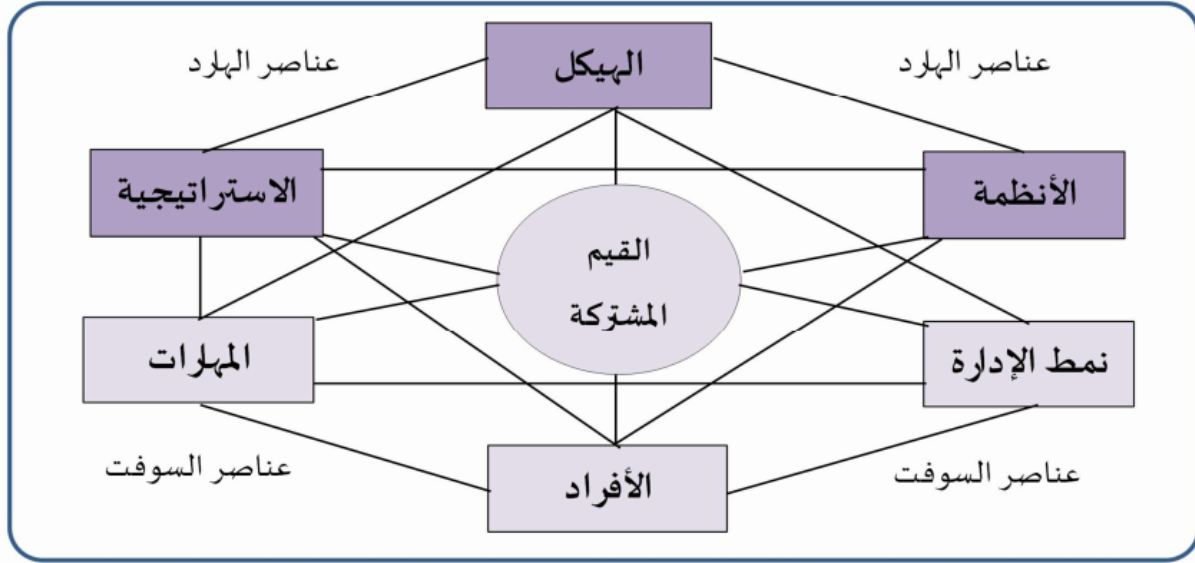 عناصر الهارد
الهيكل
عناصر الهارد
الأنظمة
الاستراتيجية
القيم
المشتركة
نمط الإدارة
المهارات
الأفراد
عناصر السوفت
عناصر السوفت